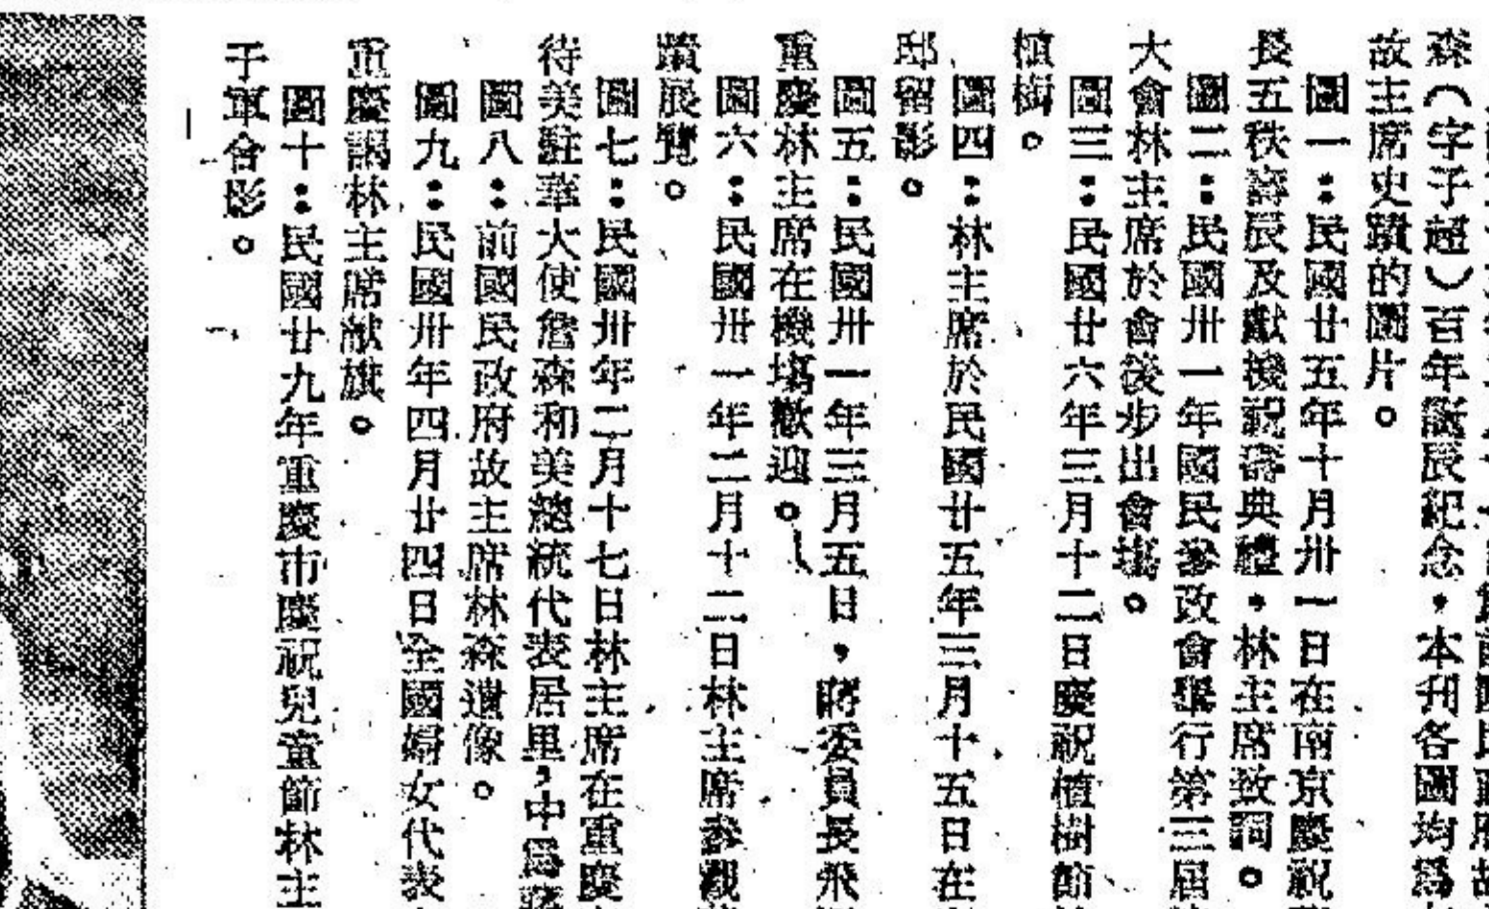 爲前國民政府故
森（字子超）百年誕辰紀念，本刊各國均爲
故主席史蹟的圖片。
圖一：民國廿五年十月卅一日在南京慶祝
長五秩壽辰及獻機祝壽典禮，林主席致詞。
圖二：民國卅一年國民參政會舉行第三屆
大會林主席於會後步出會場。
圖三：民國廿六年三月十二日慶祝植樹節
植樹。
圖四：林主席於民國廿五年三月十五日在
邸留影。
圖五：民國卅一年三月五日，蔣委員長飛
重慶林主席在機場歡迎。
圖六：民國卅一年二月十二日林主席參觀
蹟展覽。
圖七：民國卅年二月十七日林主席在重慶
待美駐華大使詹森和美總統代表居里，中爲蔣
圖八：前國民政府故主席林森遺像。
圖九：民國卅年四月廿四日全國婦女代表
重慶謁林主席献旗。
圖十：民國廿九年重慶市慶祝兒童節林主
子軍合影。